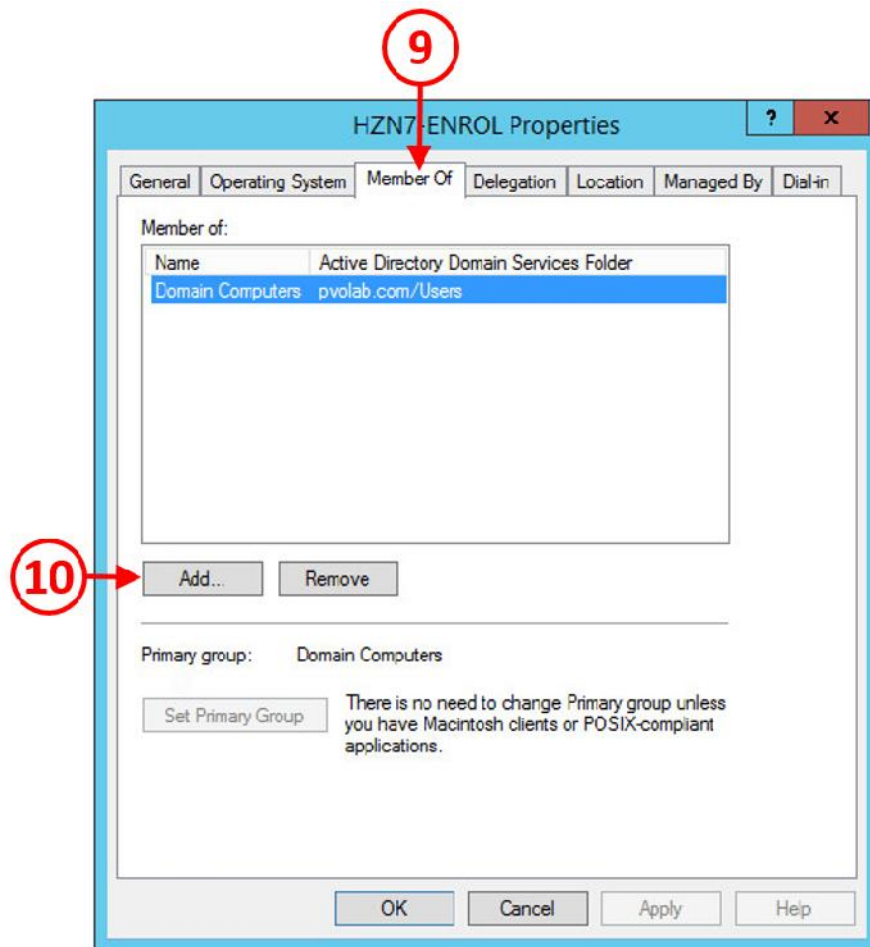 9
HZN7-ENROL Properties
? x
General Operating System Member Of Delegation Location Managed By Dial-in
Member of:
Name Active Directory Domain Services Folder
Domain Computers pvolab.com/Users
10
Add... Remove
Primary group: Domain Computers
Set Primary Group
There is no need to change Primary group unless
you have Macintosh clients or POSIX-compliant
applications.
OK Cancel Apply Help